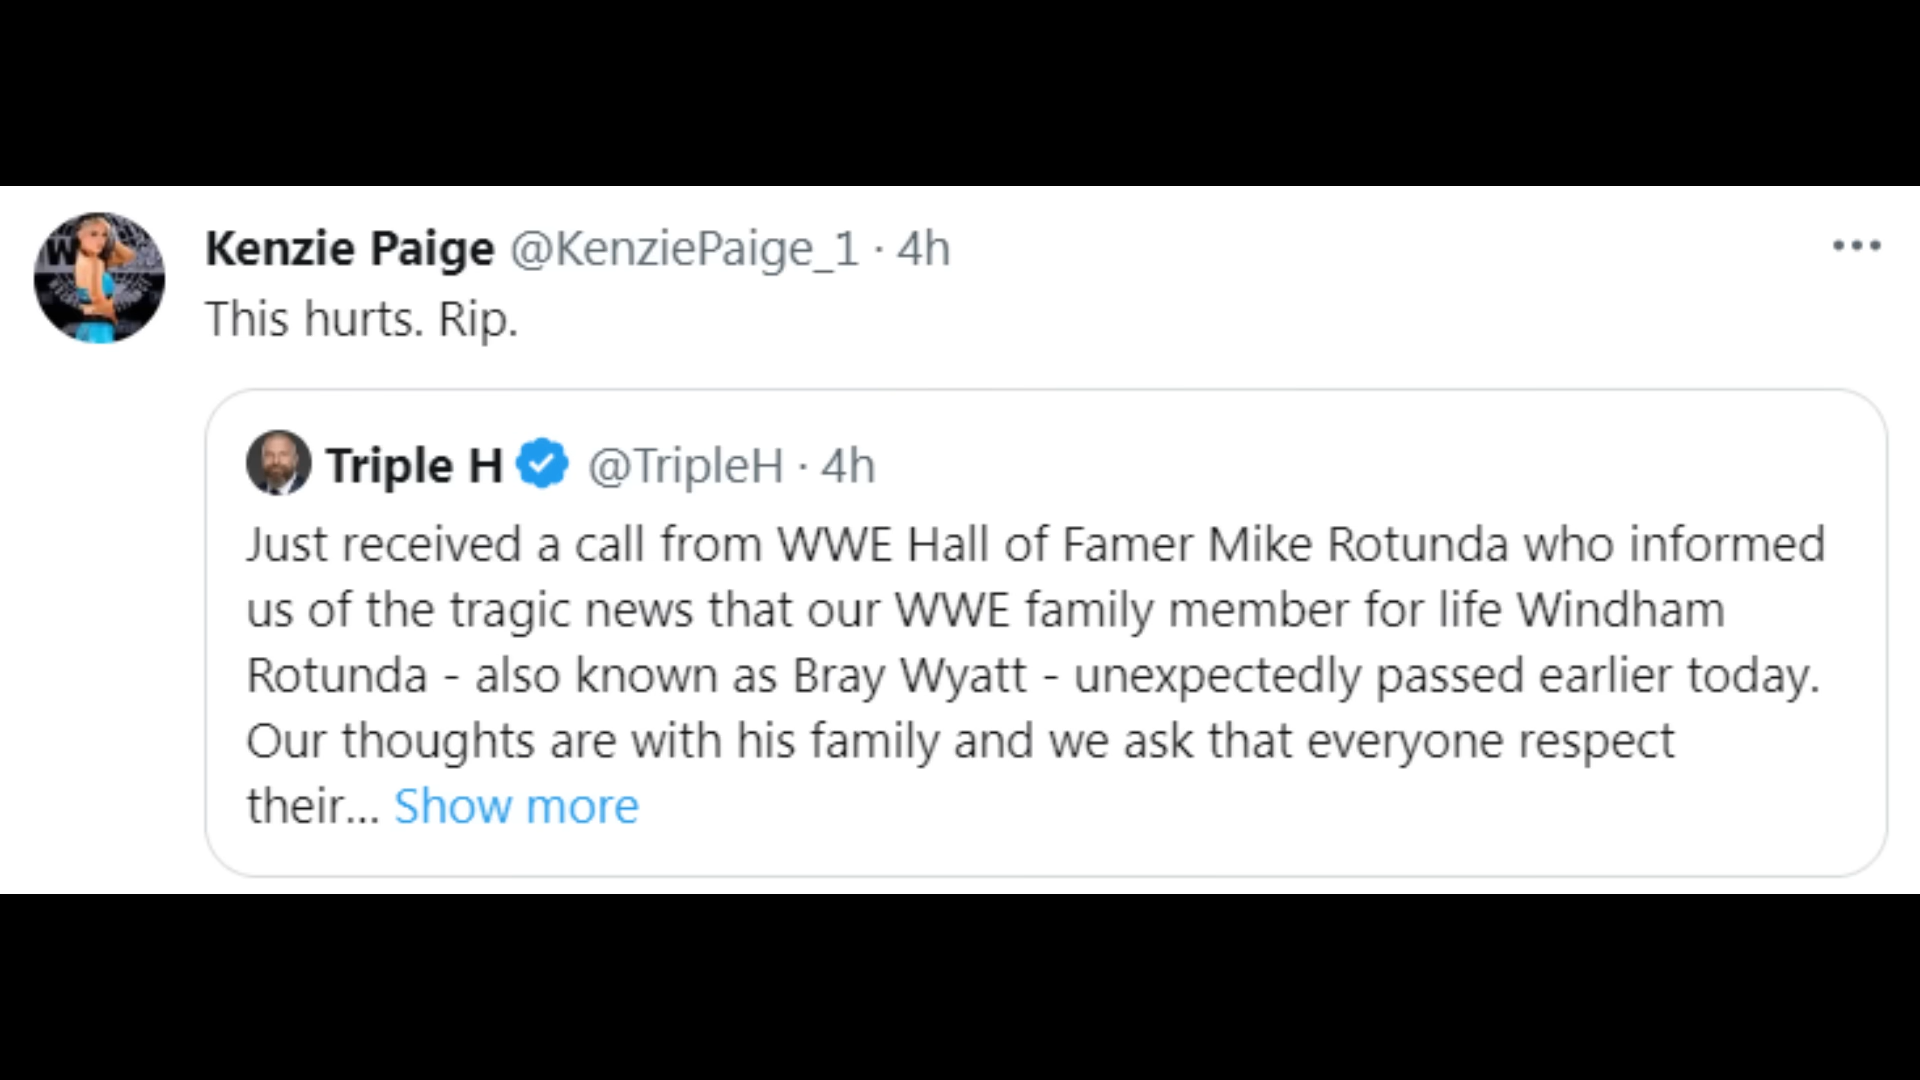 Kenzie Paige @KenziePaige_1 · 4h
This hurts. Rip.
Triple H @TripleH · 4h
Just received a call from WWE Hall of Famer Mike Rotunda who informed
us of the tragic news that our WWE family member for life Windham
Rotunda - also known as Bray Wyatt - unexpectedly passed earlier today.
Our thoughts are with his family and we ask that everyone respect
their... Show more